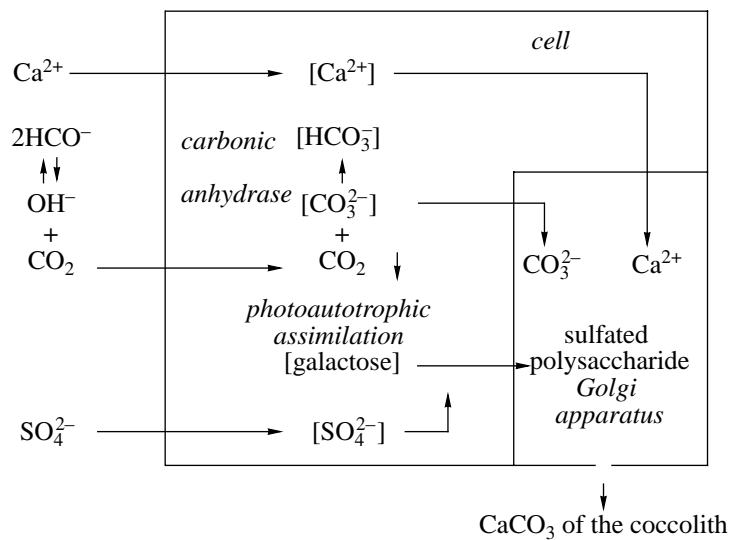 cell
Ca²⁺ [Ca²⁺]
2HCO⁻ carbonic [HCO₃⁻]
OH⁻ anhydrase [CO₃²⁻]
+ +
CO₂ CO₂ CO₃²⁻ Ca²⁺
photoautotrophic
assimilation
[galactose]
sulfated
polysaccharide
Golgi
apparatus
SO₄²⁻ [SO₄²⁻]
CaCO₃ of the coccolith